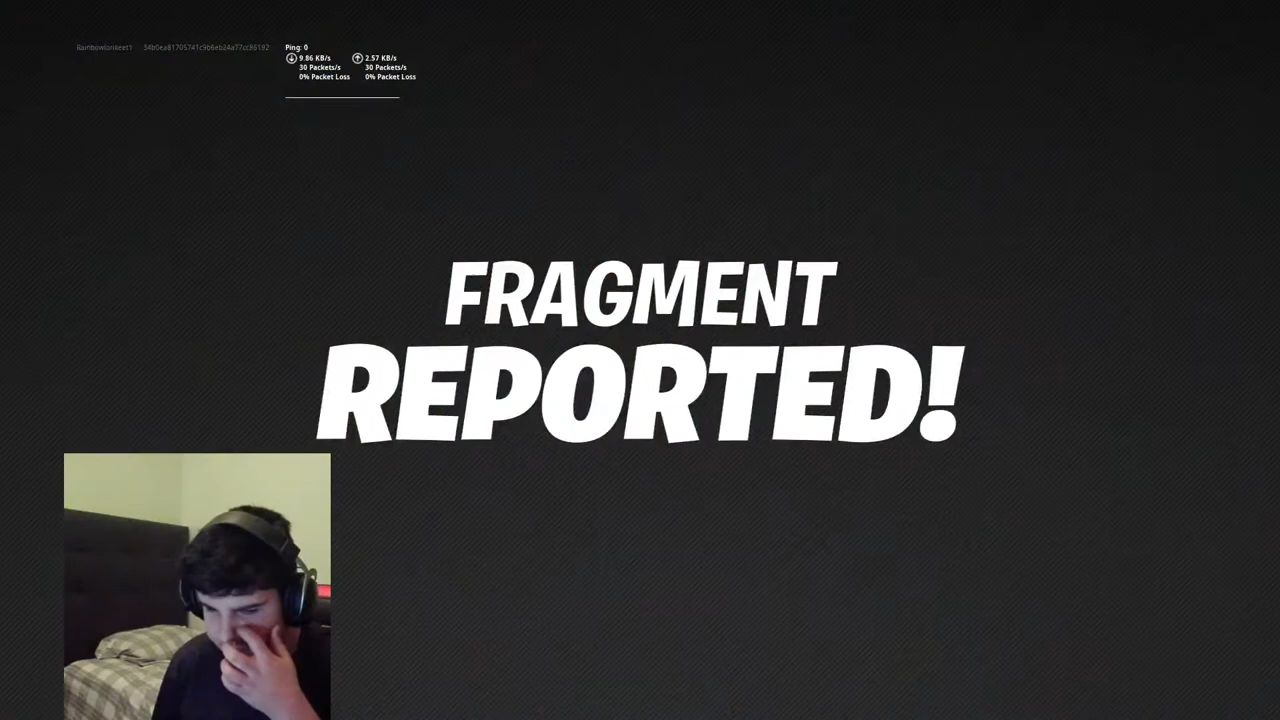 Rainbowlorikeet1
Ping: 0
9.86 KB/s 2.57 KB/s
30 Packets/s 30 Packets/s
0% Packet Loss 0% Packet Loss
FRAGMENT
REPORTED!